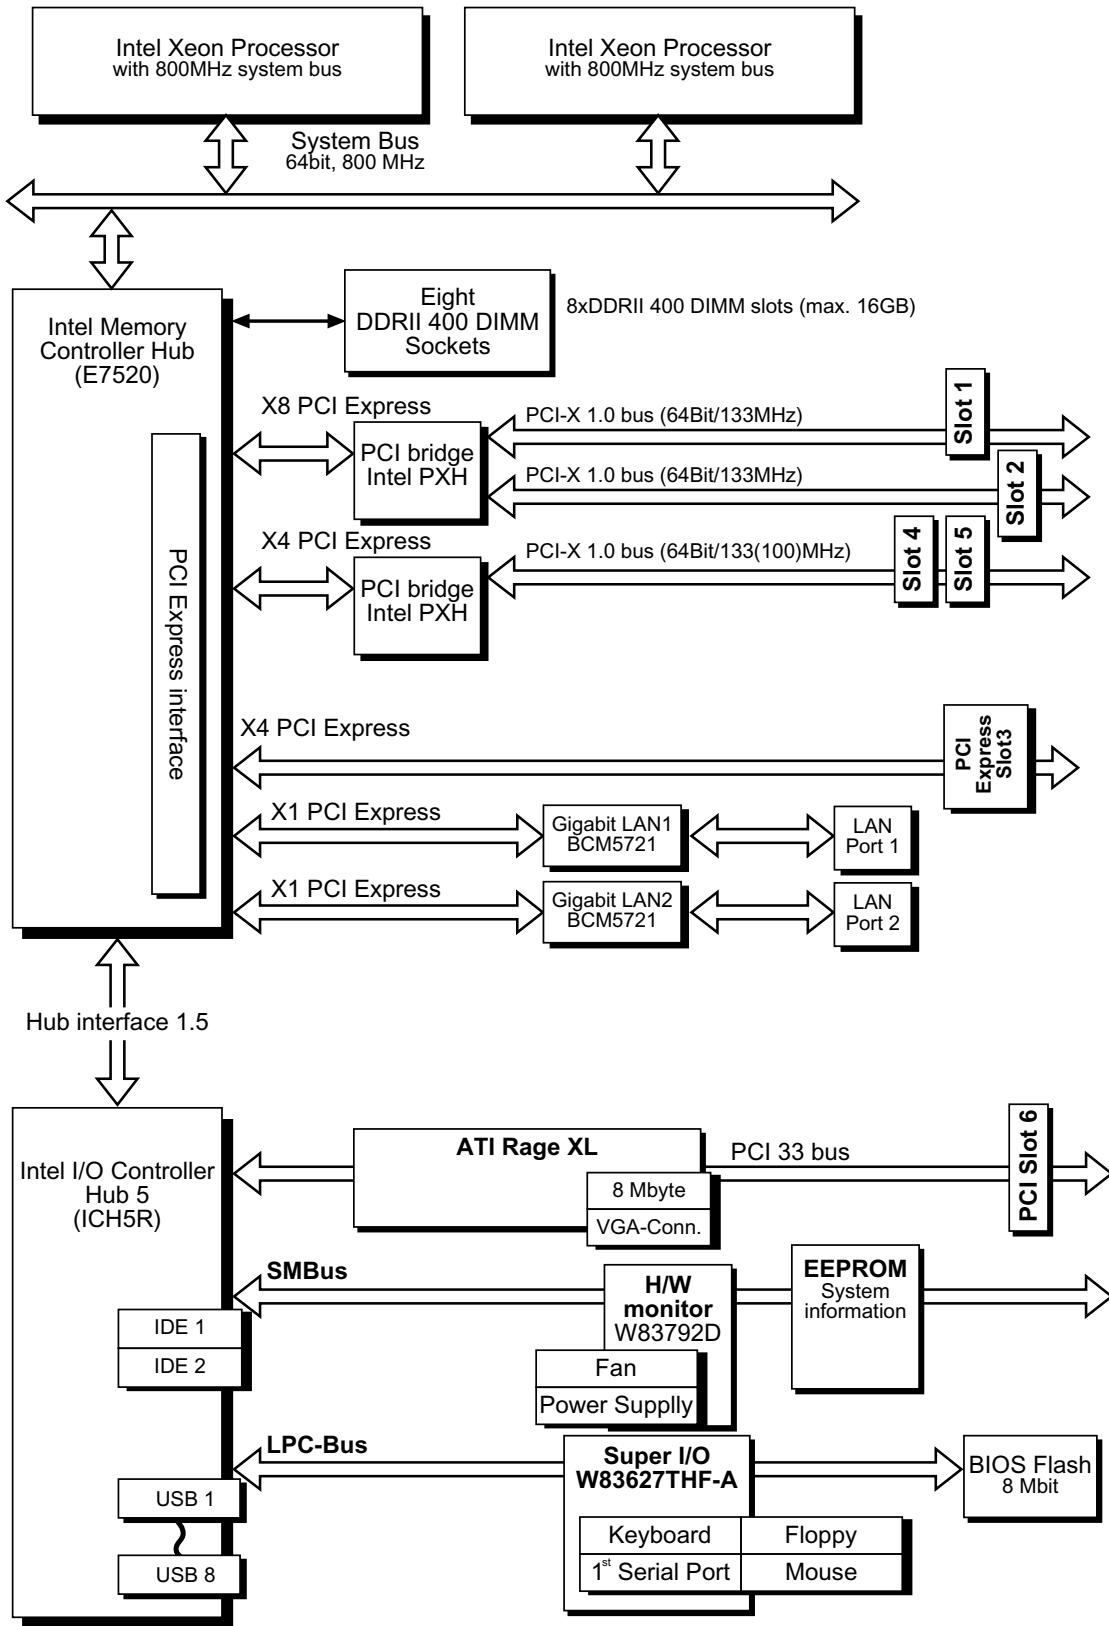 Intel Xeon Processor
with 800MHz system bus
Intel Xeon Processor
with 800MHz system bus
System Bus
64bit, 800 MHz
Intel Memory
Controller Hub
(E7520)
Eight
DDRII 400 DIMM
Sockets
8xDDRII 400 DIMM slots (max. 16GB)
PCI Express interface
X8 PCI Express
PCI bridge
Intel PXH
PCI-X 1.0 bus (64Bit/133MHz)
Slot 1
PCI-X 1.0 bus (64Bit/133MHz)
Slot 2
X4 PCI Express
PCI bridge
Intel PXH
PCI-X 1.0 bus (64Bit/133(100)MHz)
Slot 4
Slot 5
X4 PCI Express
PCI
Express
Slot3
X1 PCI Express
Gigabit LAN1
BCM5721
LAN
Port 1
X1 PCI Express
Gigabit LAN2
BCM5721
LAN
Port 2
Hub interface 1.5
Intel I/O Controller
Hub 5
(ICH5R)
ATI Rage XL
8 Mbyte
VGA-Conn.
PCI 33 bus
PCI Slot 6
SMBus
H/W
monitor
W83792D
Fan
Power Supplly
EEPROM
System
information
IDE 1
IDE 2
LPC-Bus
Super I/O
W83627THF-A
Keyboard
Floppy
1st Serial Port
Mouse
BIOS Flash
8 Mbit
USB 1
USB 8